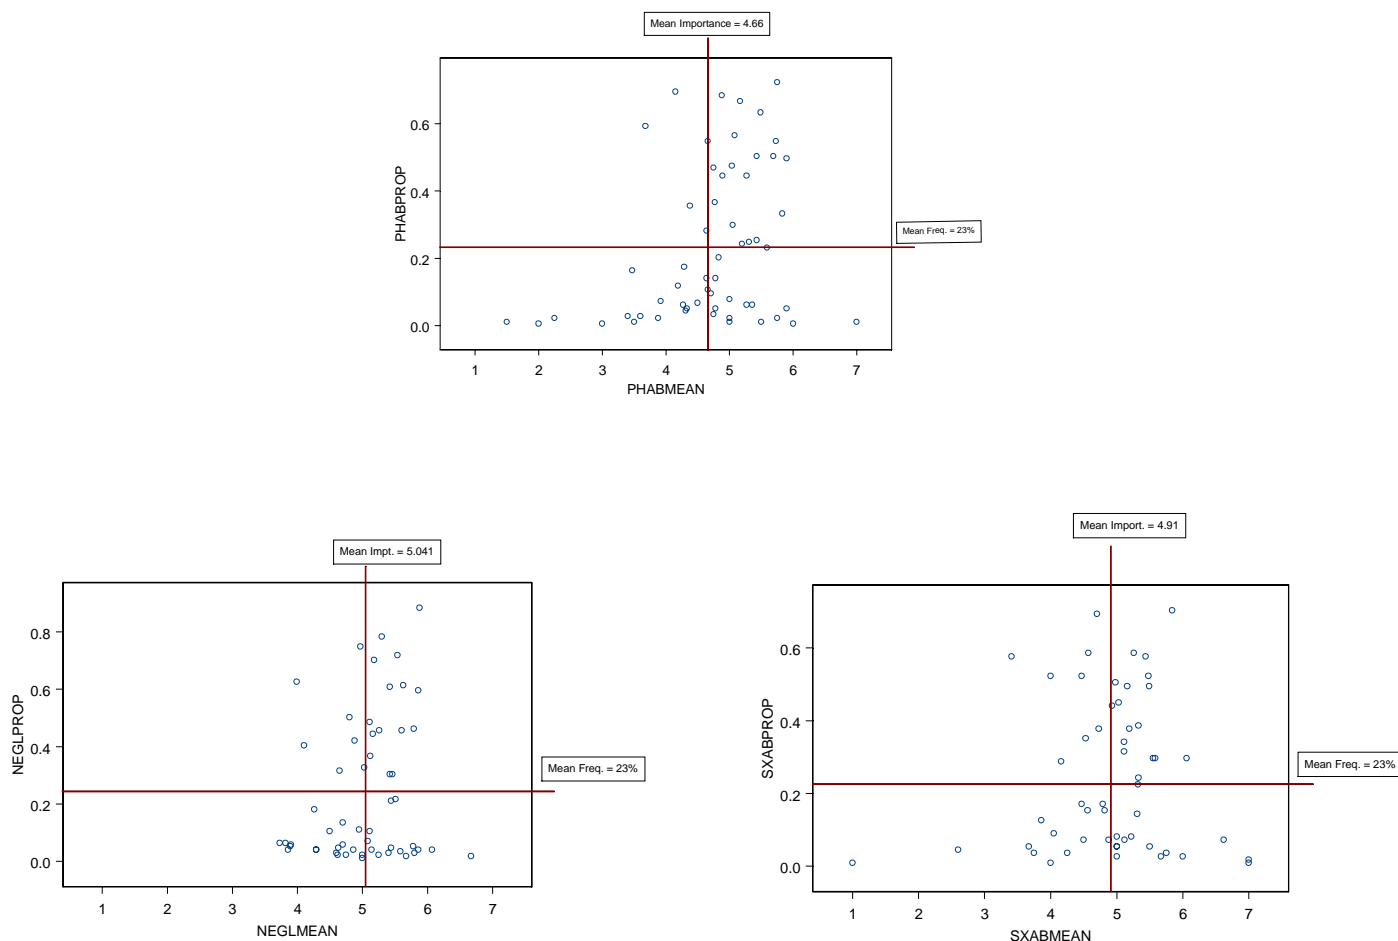 Mean Importance = 4.66
0.6
0.4
0.2
0.0
PHABPROP
Mean Freq. = 23%
1 2 3 4 5 6 7
PHABMEAN
Mean Impt. = 5.041
0.8
0.6
0.4
0.2
0.0
NEGLPROP
Mean Freq. = 23%
1 2 3 4 5 6 7
NEGLMEAN
Mean Import. = 4.91
0.6
0.4
0.2
0.0
SXABPROP
Mean Freq. = 23%
1 2 3 4 5 6 7
SXABMEAN